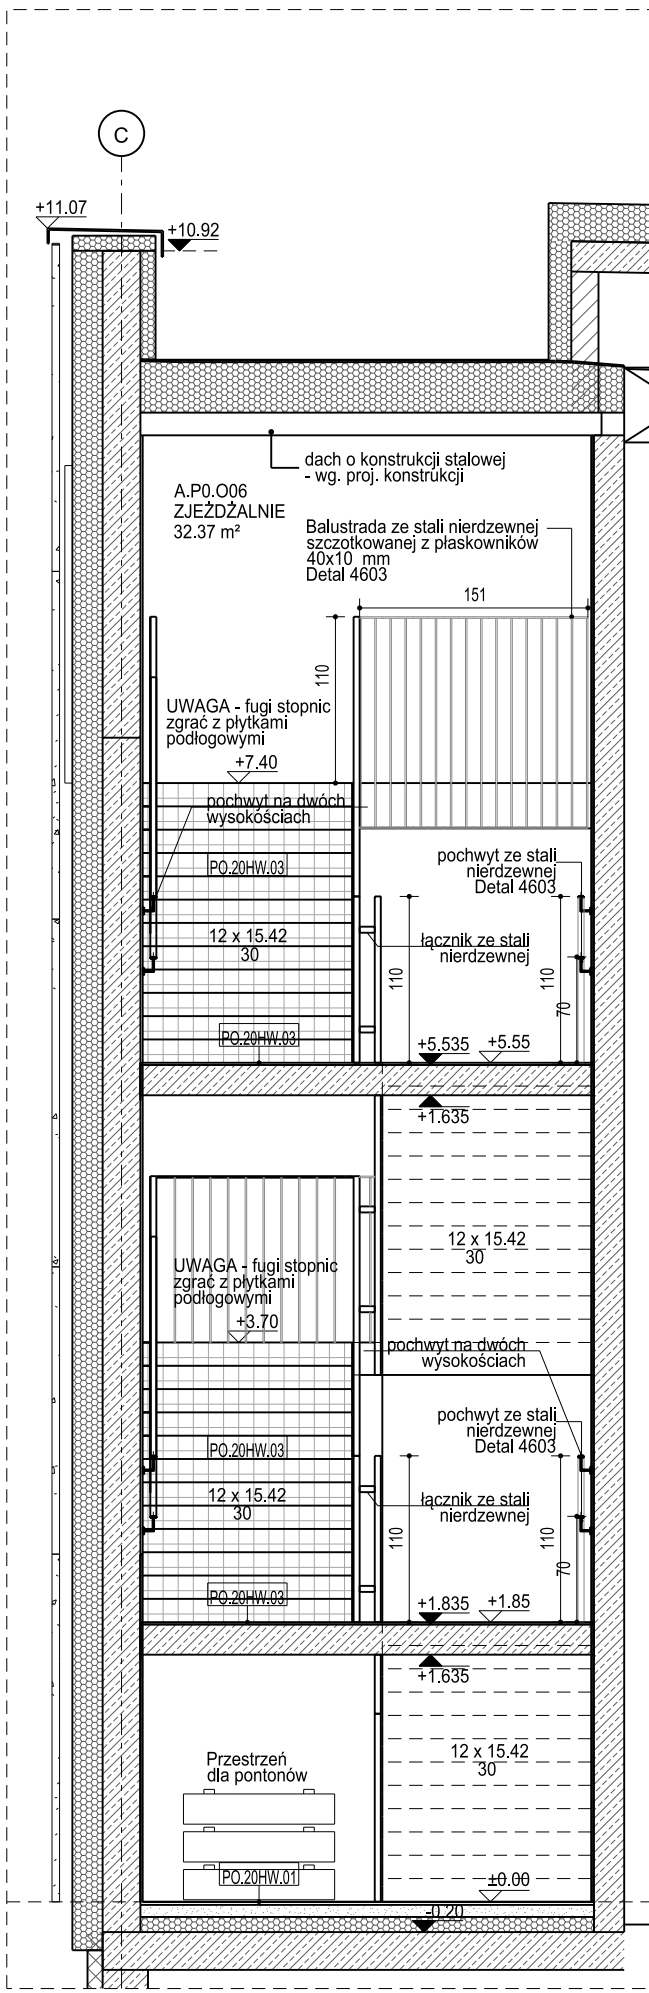 C
+11.07
+10.92
dach o konstrukcji stalowej
- wg. proj. konstrukcji
A.P0.O06
ZJEŻDŻALNIE
32.37 m²
Balustrada ze stali nierdzewnej
szczotkowanej z płaskowników
40x10 mm
Detal 4603
151
110
UWAGA - fugi stopnic
zgrać z płytkami
podłogowymi
+7.40
pochwyt na dwóch
wysokościach
pochwyt ze stali
nierdzewnej
Detal 4603
PO.20HW.03
12 x 15.42
30
łącznik ze stali
nierdzewnej
110
110
70
PO.20HW.03
+5.535
+5.55
+1.635
12 x 15.42
30
UWAGA - fugi stopnic
zgrać z płytkami
podłogowymi
+3.70
pochwyt na dwóch
wysokościach
pochwyt ze stali
nierdzewnej
Detal 4603
PO.20HW.03
12 x 15.42
30
łącznik ze stali
nierdzewnej
110
110
70
PO.20HW.03
+1.835
+1.85
+1.635
12 x 15.42
30
Przestrzeń
dla pontonów
PO.20HW.01
±0.00
-0.20